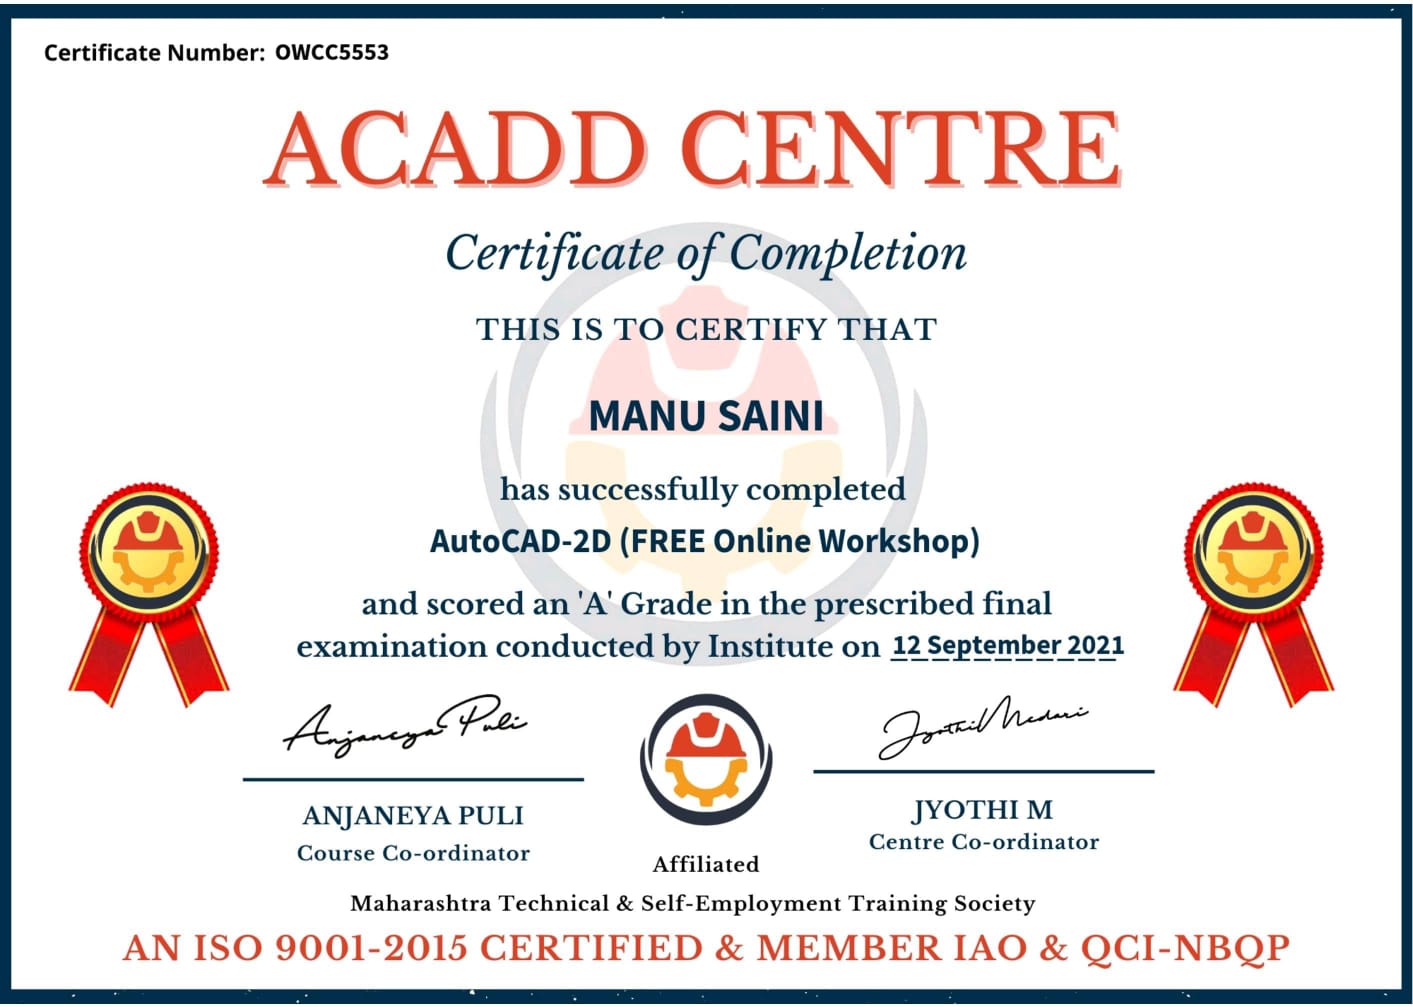 Certificate Number: OWCC5553
ACADD CENTRE
Certificate of Completion
THIS IS TO CERTIFY THAT
MANU SAINI
has successfully completed
AutoCAD-2D (FREE Online Workshop)
and scored an 'A' Grade in the prescribed final
examination conducted by Institute on 12 September 2021
Anjaneya Puli
Jyothi Medari
ANJANEYA PULI
JYOTHI M
Course Co-ordinator
Centre Co-ordinator
Affiliated
Maharashtra Technical & Self-Employment Training Society
AN ISO 9001-2015 CERTIFIED & MEMBER IAO & QCI-NBQP